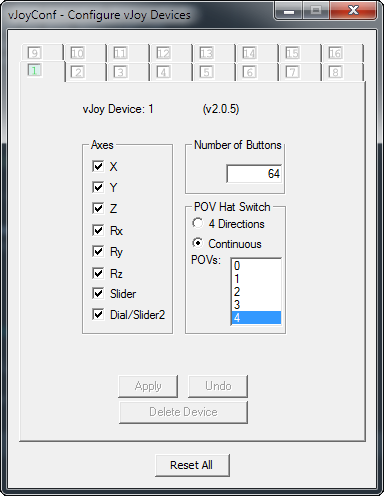 vJoyConf - Configure vJoy Devices
9 10 11 12 13 14 15 16
1 2 3 4 5 6 7 8
vJoy Device: 1 (v2.0.5)
Axes
X
Y
Z
Rx
Ry
Rz
Slider
Dial/Slider2
Number of Buttons
64
POV Hat Switch
4 Directions
Continuous
POVs:
0
1
2
3
4
Apply Undo
Delete Device
Reset All